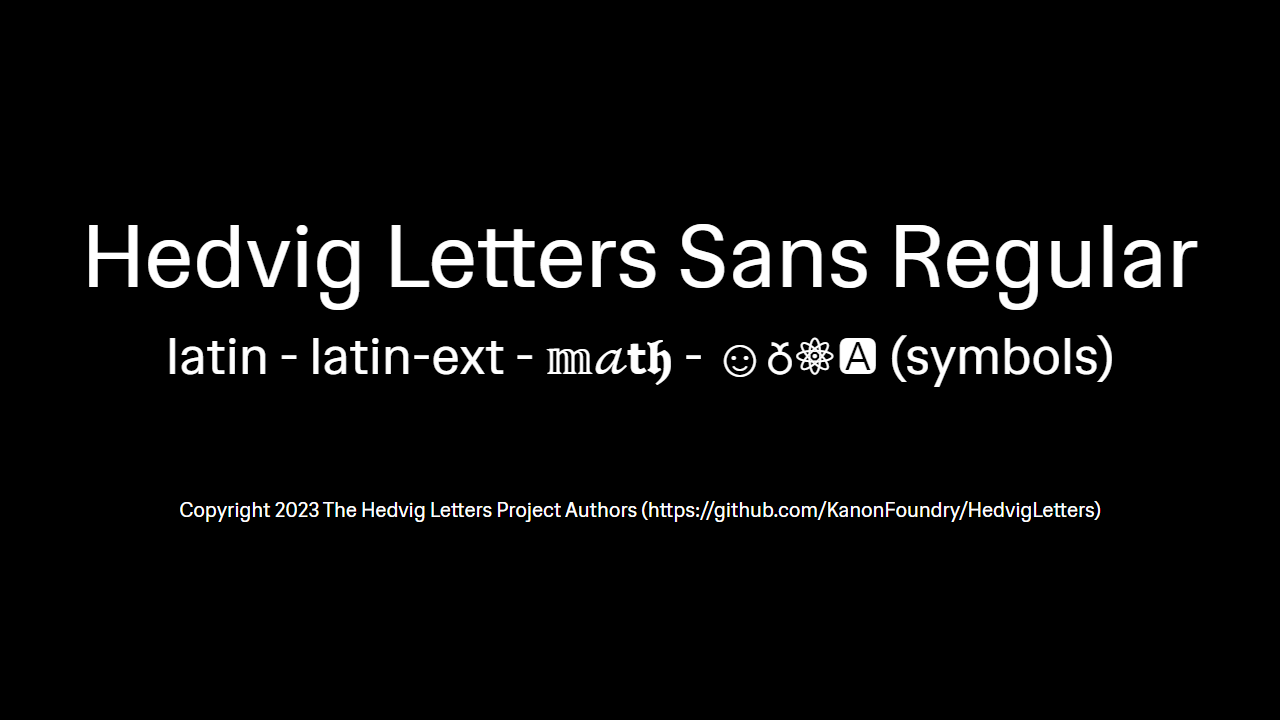 Hedvig Letters Sans Regular
latin - latin-ext - 𝕞𝒶𝘁𝖍 - ☺♁⚛🅰 (symbols)
Copyright 2023 The Hedvig Letters Project Authors (https://github.com/KanonFoundry/HedvigLetters)